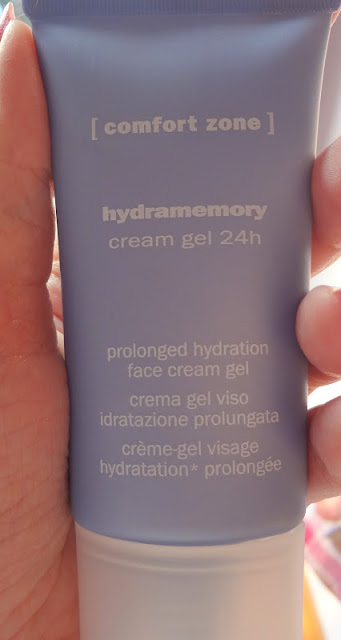 [ comfort zone ]
hydramemory
cream gel 24h
prolonged hydration
face cream gel
crema gel viso
idratazione prolungata
crème-gel visage
hydratation* prolongée